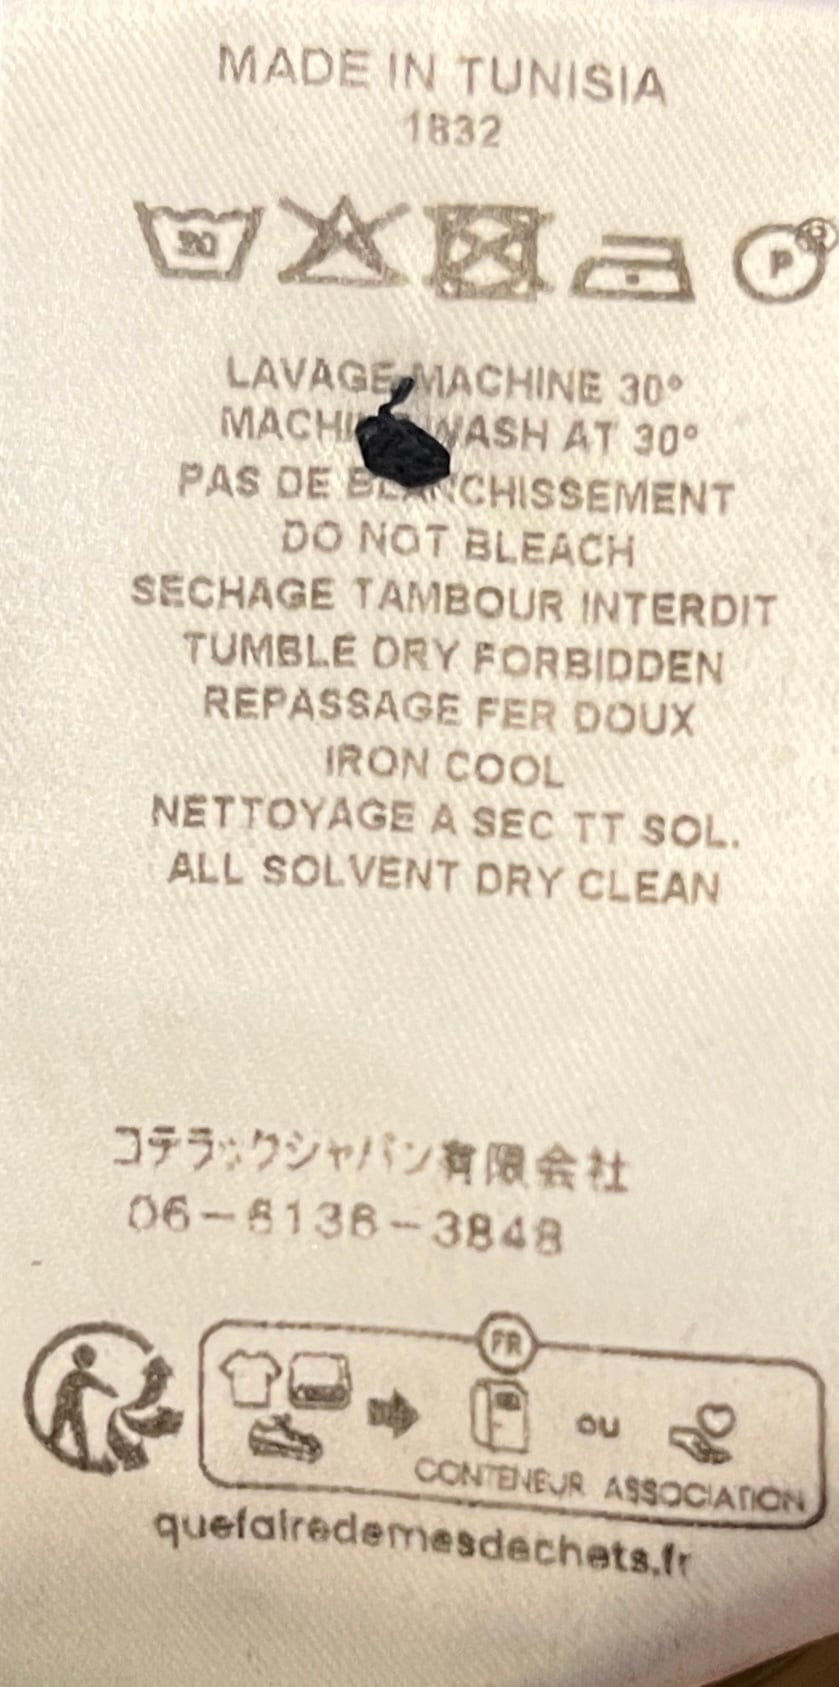 MADE IN TUNISIA
1832
30
P
LAVAGE MACHINE 30°
MACHINE WASH AT 30°
PAS DE BLANCHISSEMENT
DO NOT BLEACH
SECHAGE TAMBOUR INTERDIT
TUMBLE DRY FORBIDDEN
REPASSAGE FER DOUX
IRON COOL
NETTOYAGE A SEC TT SOL.
ALL SOLVENT DRY CLEAN
コテラックジャパン有限会社
06-6136-3848
FR
ou
CONTENEUR ASSOCIATION
quefairedemesdechets.fr